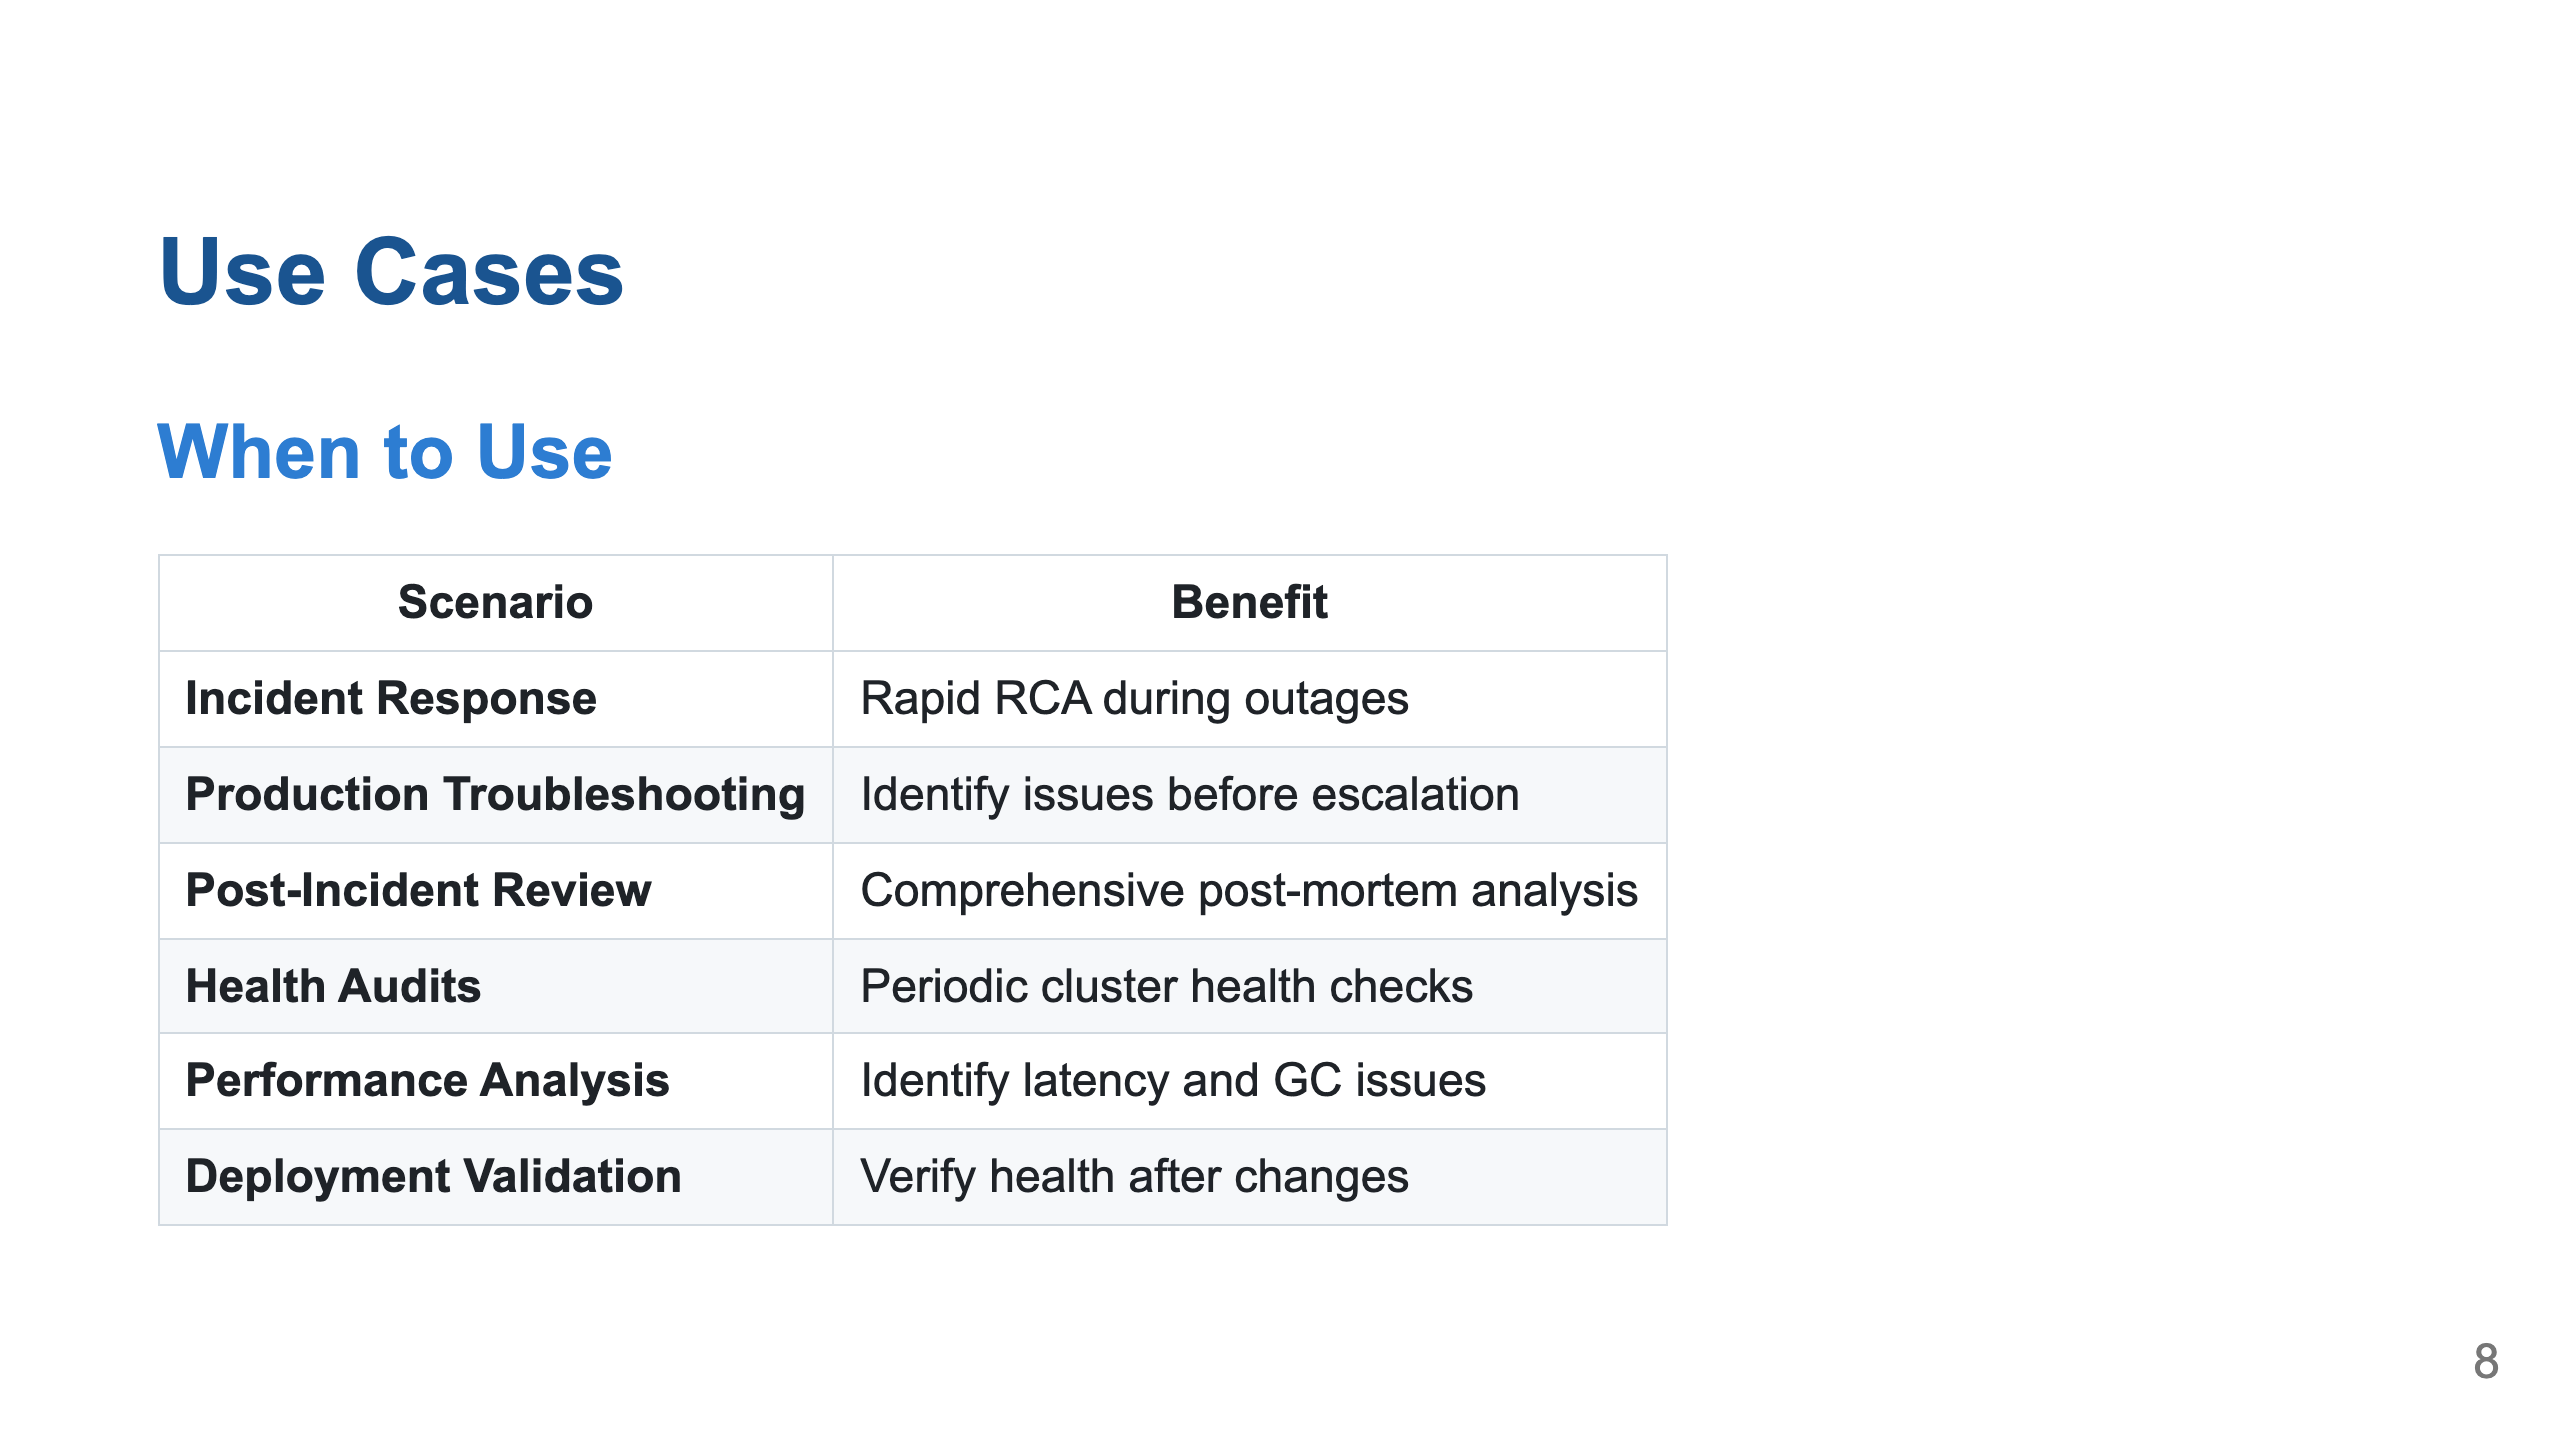 Use Cases
When to Use
Scenario Benefit
Incident Response Rapid RCA during outages
Production Troubleshooting Identify issues before escalation
Post-Incident Review Comprehensive post-mortem analysis
Health Audits Periodic cluster health checks
Performance Analysis Identify latency and GC issues
Deployment Validation Verify health after changes
8